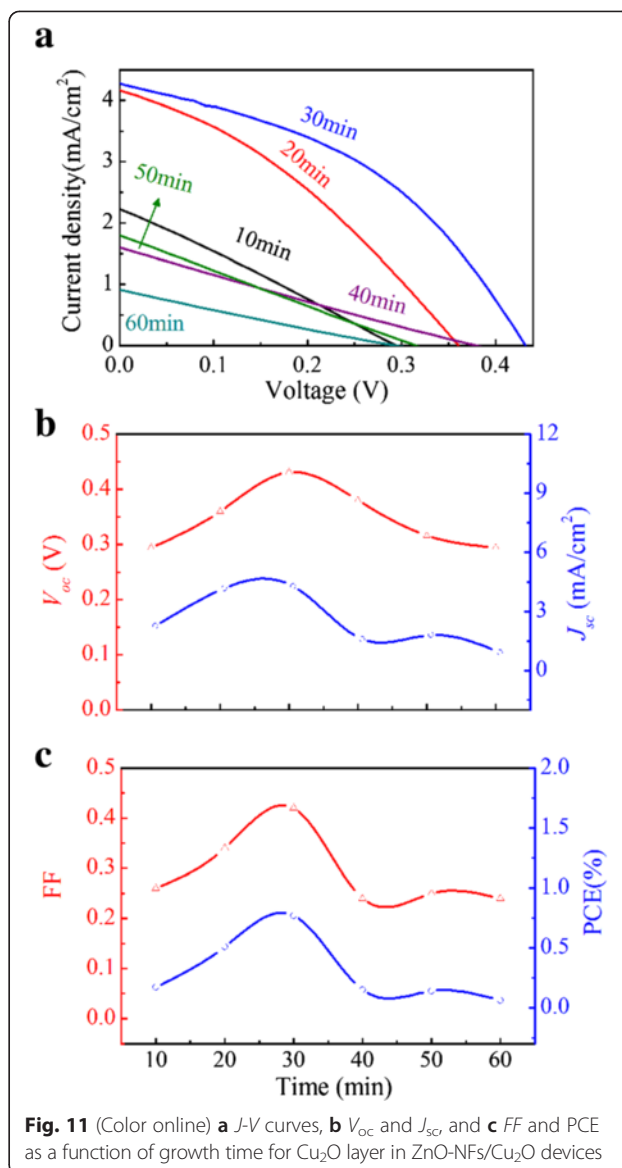 a
4
3
2
1
0
Current density(mA/cm²)
30min
20min
50min
10min
40min
60min
0.0 0.1 0.2 0.3 0.4
Voltage (V)
b
0.5
0.4
0.3
0.2
0.1
0.0
V_oc (V)
12
9
6
3
0
J_sc (mA/cm²)
c
0.5
0.4
0.3
0.2
0.1
0.0
FF
2.0
1.5
1.0
0.5
0.0
PCE(%)
10 20 30 40 50 60
Time (min)
Fig. 11 (Color online) a J-V curves, b V_oc and J_sc, and c FF and PCE
as a function of growth time for Cu₂O layer in ZnO-NFs/Cu₂O devices